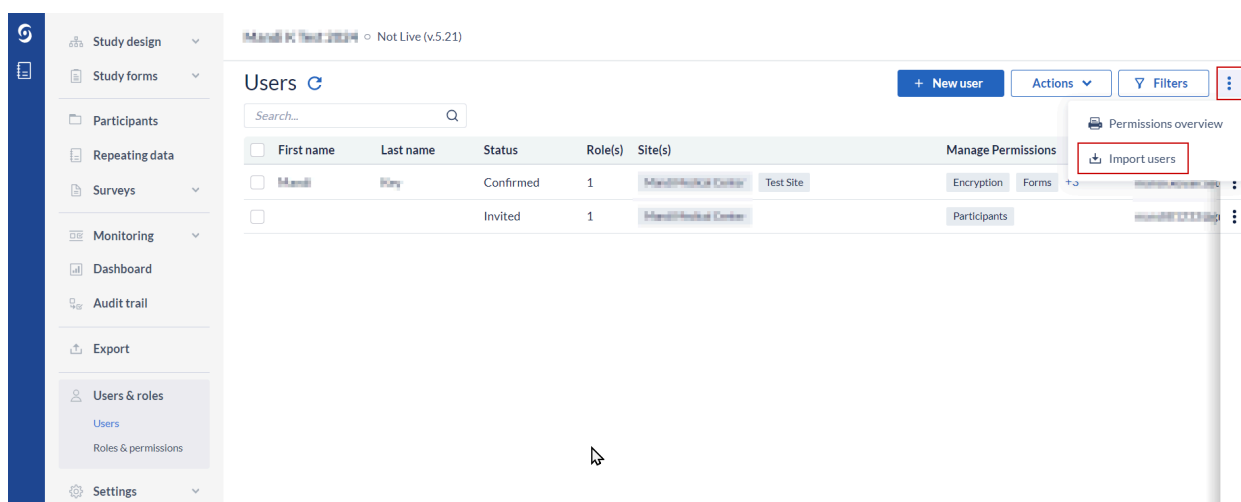 Study design
Study forms
Participants
Repeating data
Surveys
Monitoring
Dashboard
Audit trail
Export
Users & roles
Users
Roles & permissions
Settings
Not Live (v.5.21)
Users
+ New user Actions Filters
Search...
Permissions overview
Import users
First name Last name Status Role(s) Site(s) Manage Permissions
Confirmed 1 Test Site Encryption Forms +3
Invited 1 Participants